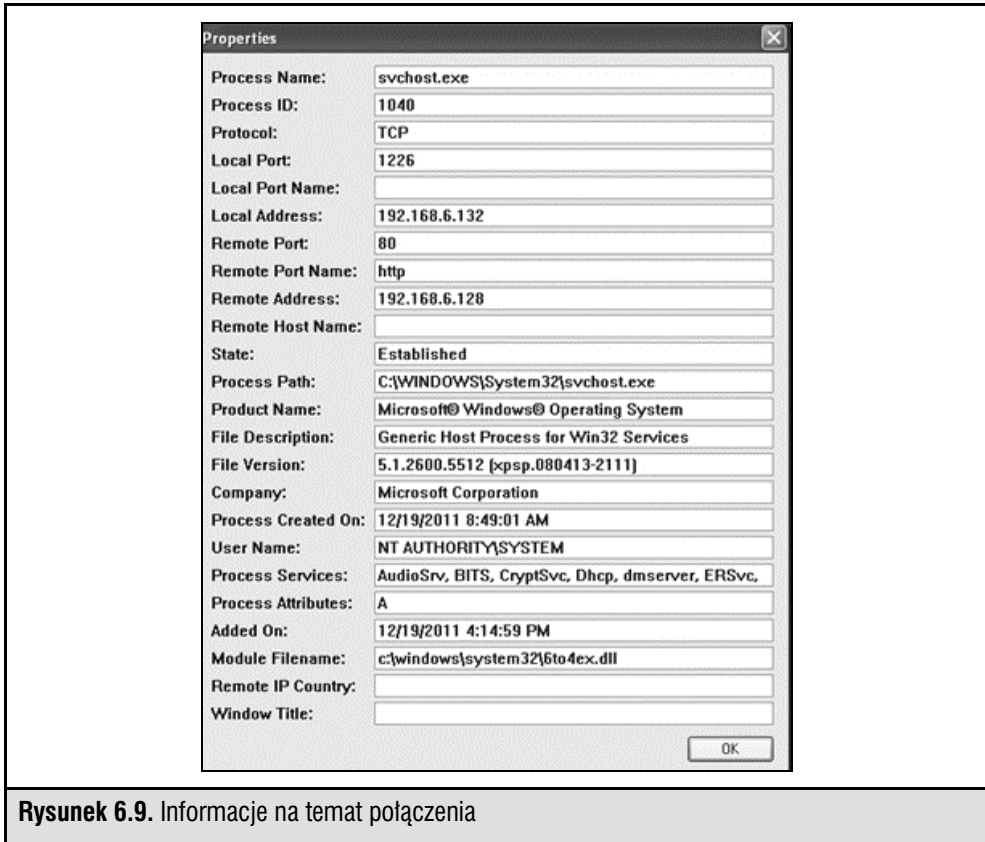 Properties
Process Name: svchost.exe
Process ID: 1040
Protocol: TCP
Local Port: 1226
Local Port Name:
Local Address: 192.168.6.132
Remote Port: 80
Remote Port Name: http
Remote Address: 192.168.6.128
Remote Host Name:
State: Established
Process Path: C:\WINDOWS\System32\svchost.exe
Product Name: Microsoft® Windows® Operating System
File Description: Generic Host Process for Win32 Services
File Version: 5.1.2600.5512 (xpsp.080413-2111)
Company: Microsoft Corporation
Process Created On: 12/19/2011 8:49:01 AM
User Name: NT AUTHORITY\SYSTEM
Process Services: AudioSrv, BITS, CryptSvc, Dhcp, dmserver, ERSvc,
Process Attributes: A
Added On: 12/19/2011 4:14:59 PM
Module Filename: c:\windows\system32\6to4ex.dll
Remote IP Country:
Window Title:
OK
Rysunek 6.9. Informacje na temat połączenia